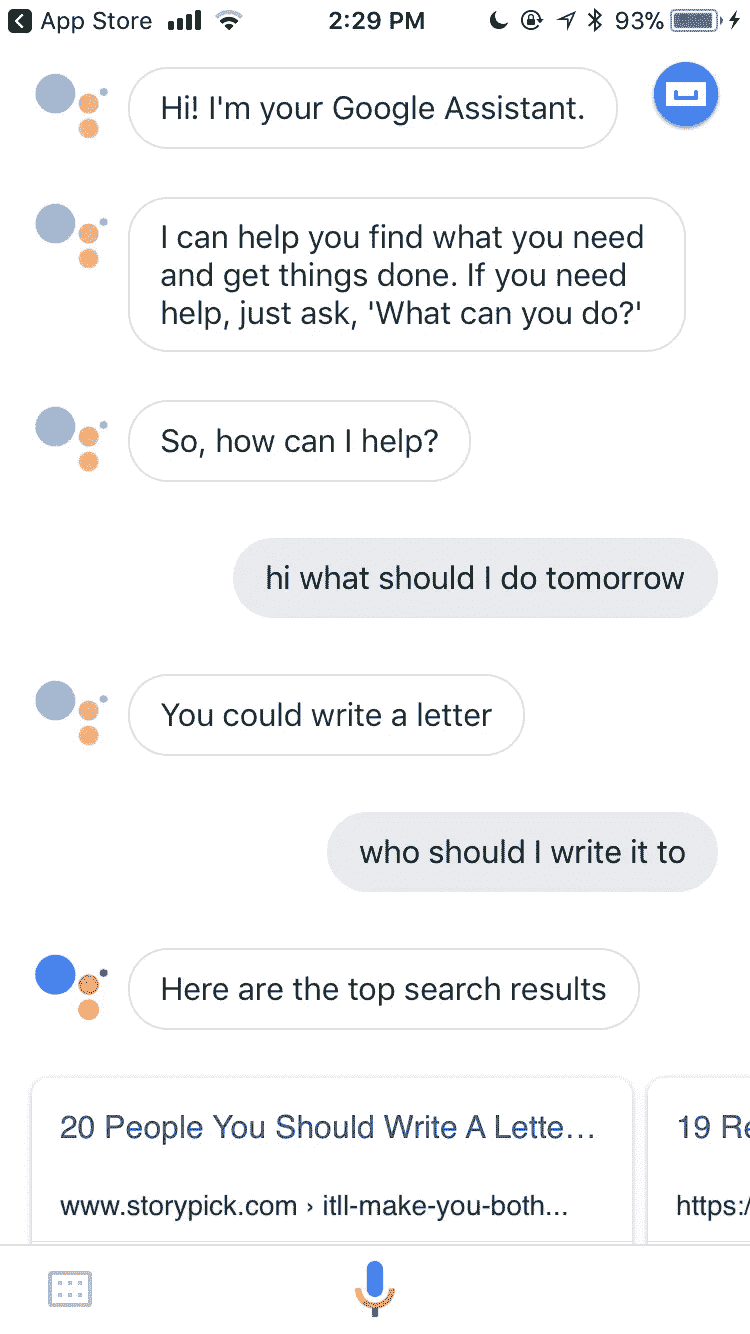 App Store 2:29 PM 93%
Hi! I'm your Google Assistant.
I can help you find what you need
and get things done. If you need
help, just ask, 'What can you do?'
So, how can I help?
hi what should I do tomorrow
You could write a letter
who should I write it to
Here are the top search results
20 People You Should Write A Lette... 19 Re
www.storypick.com › itll-make-you-both... https:/